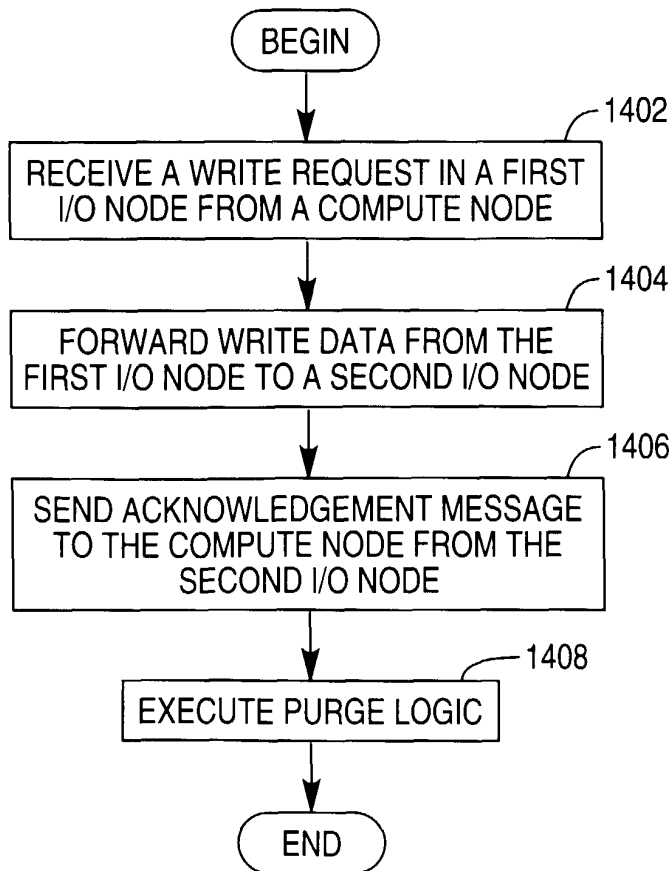 BEGIN
1402
RECEIVE A WRITE REQUEST IN A FIRST
I/O NODE FROM A COMPUTE NODE
1404
FORWARD WRITE DATA FROM THE
FIRST I/O NODE TO A SECOND I/O NODE
1406
SEND ACKNOWLEDGEMENT MESSAGE
TO THE COMPUTE NODE FROM THE
SECOND I/O NODE
1408
EXECUTE PURGE LOGIC
END